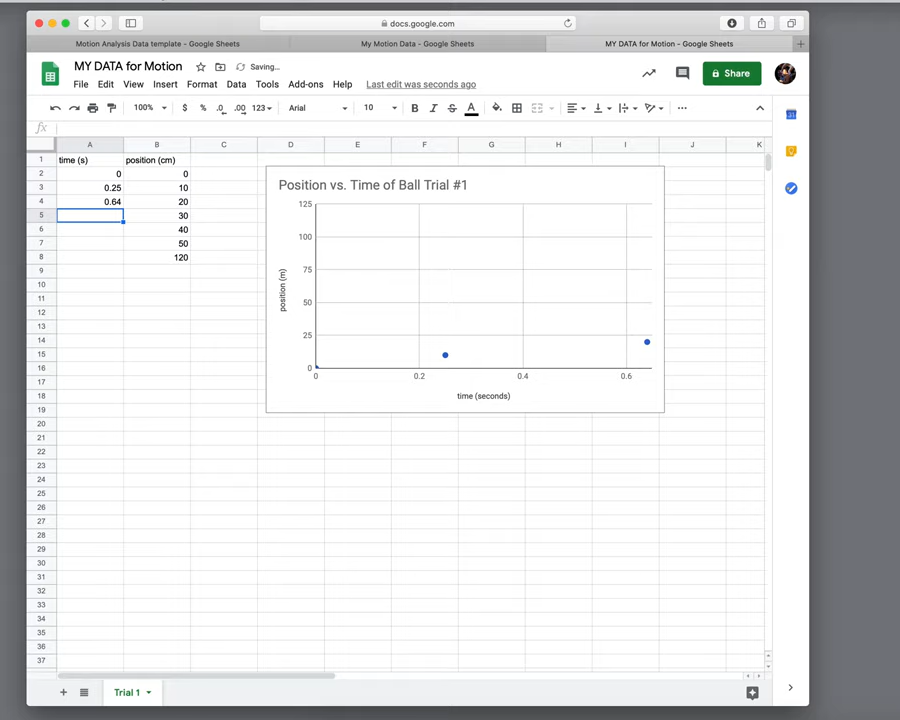 docs.google.com
Motion Analysis Data template - Google Sheets
My Motion Data - Google Sheets
MY DATA for Motion - Google Sheets
MY DATA for Motion
Saving...
Share
File Edit View Insert Format Data Tools Add-ons Help Last edit was seconds ago
100% $ % .0 .00 123 Arial 10 B I S A
fx
A B C D E F G H I J K
1 time (s) position (cm)
2 0 0
3 0.25 10
4 0.64 20
5 30
6 40
7 50
8 120
9
10
11
12
13
14
15
16
17
18
19
20
21
22
23
24
25
26
27
28
29
30
31
32
33
34
35
36
37
Position vs. Time of Ball Trial #1
position (m)
125
100
75
50
25
0
0 0.2 0.4 0.6
time (seconds)
Trial 1